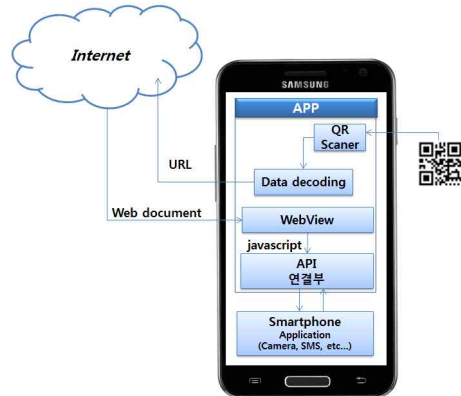 Internet
SAMSUNG
APP
QR
Scaner
URL
Data decoding
Web document
WebView
javascript
API
연결부
Smartphone
Application
(Camera, SMS, etc...)